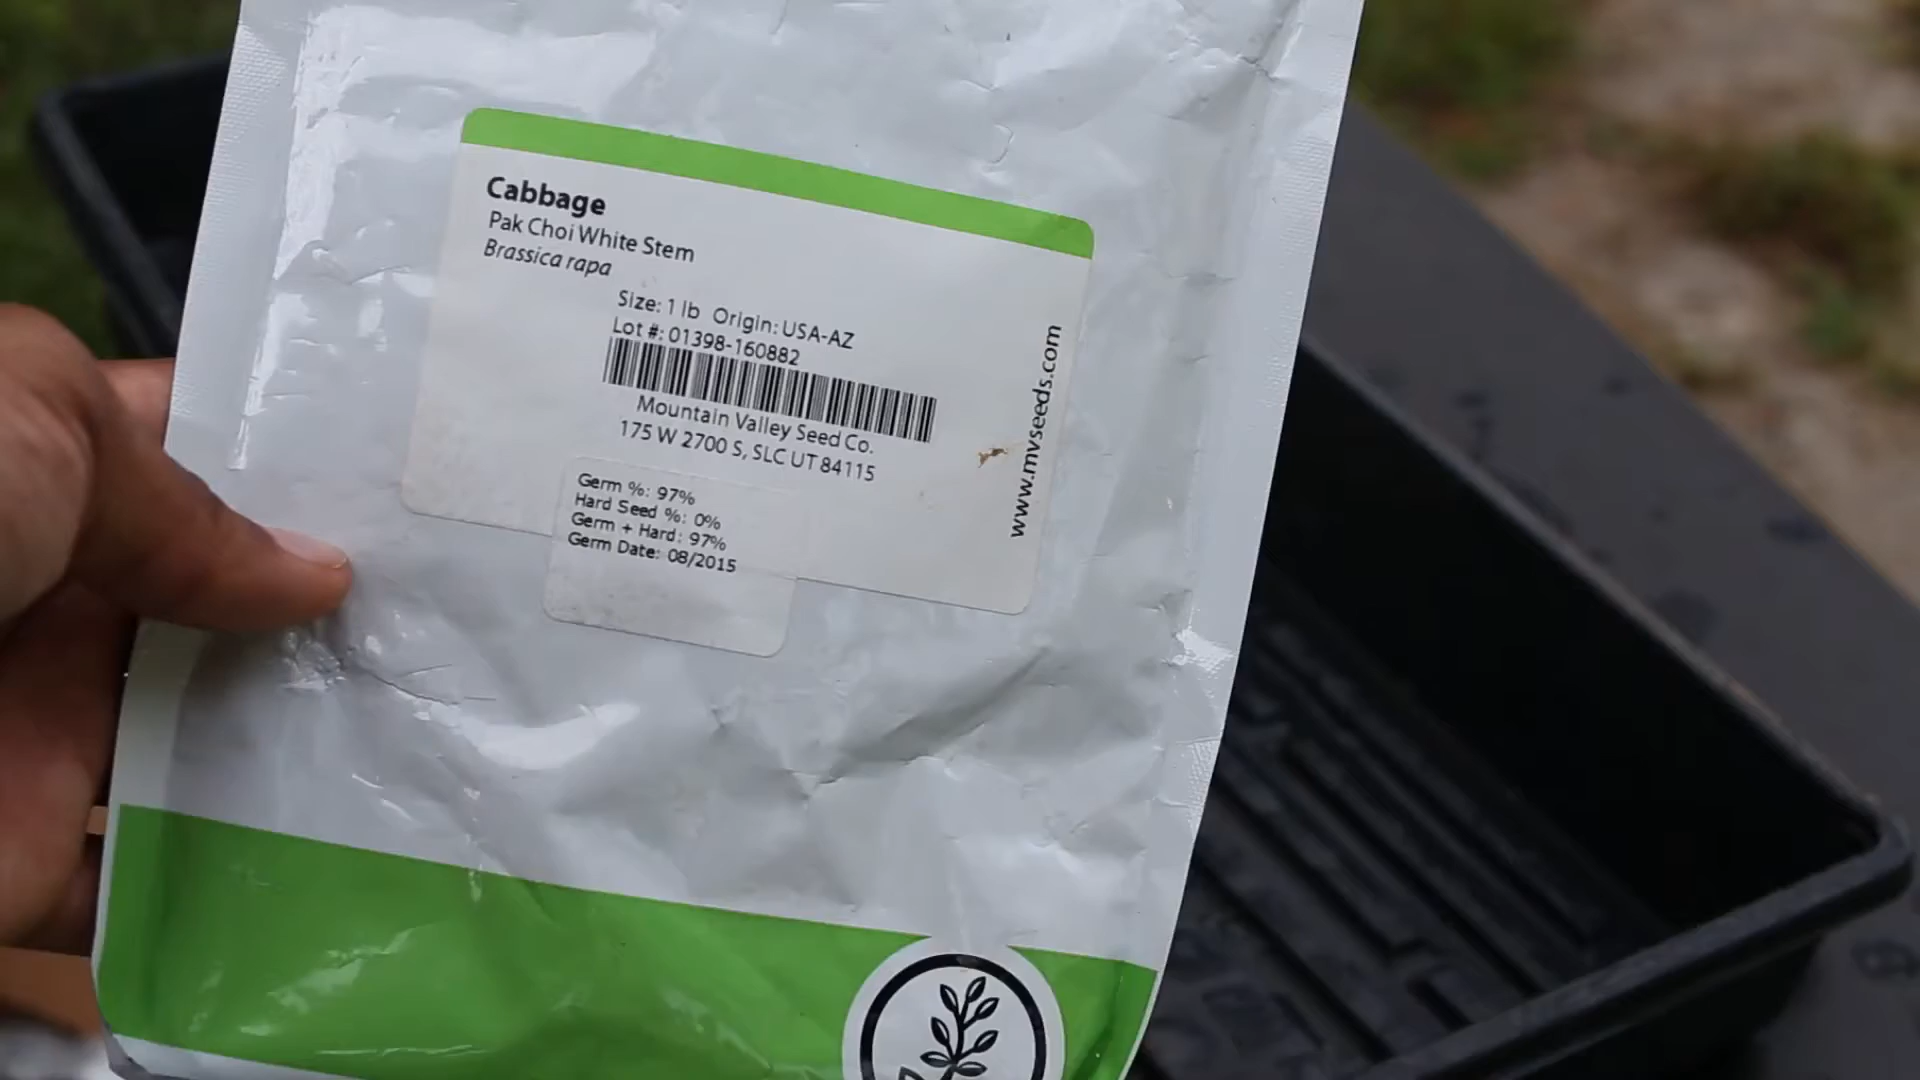 Cabbage
Pak Choi White Stem
Brassica rapa
Size: 1 lb Origin: USA-AZ
Lot #: 01398-160882
Mountain Valley Seed Co.
175 W 2700 S, SLC UT 84115
www.mvseeds.com
Germ %: 97%
Hard Seed %: 0%
Germ + Hard: 97%
Germ Date: 08/2015